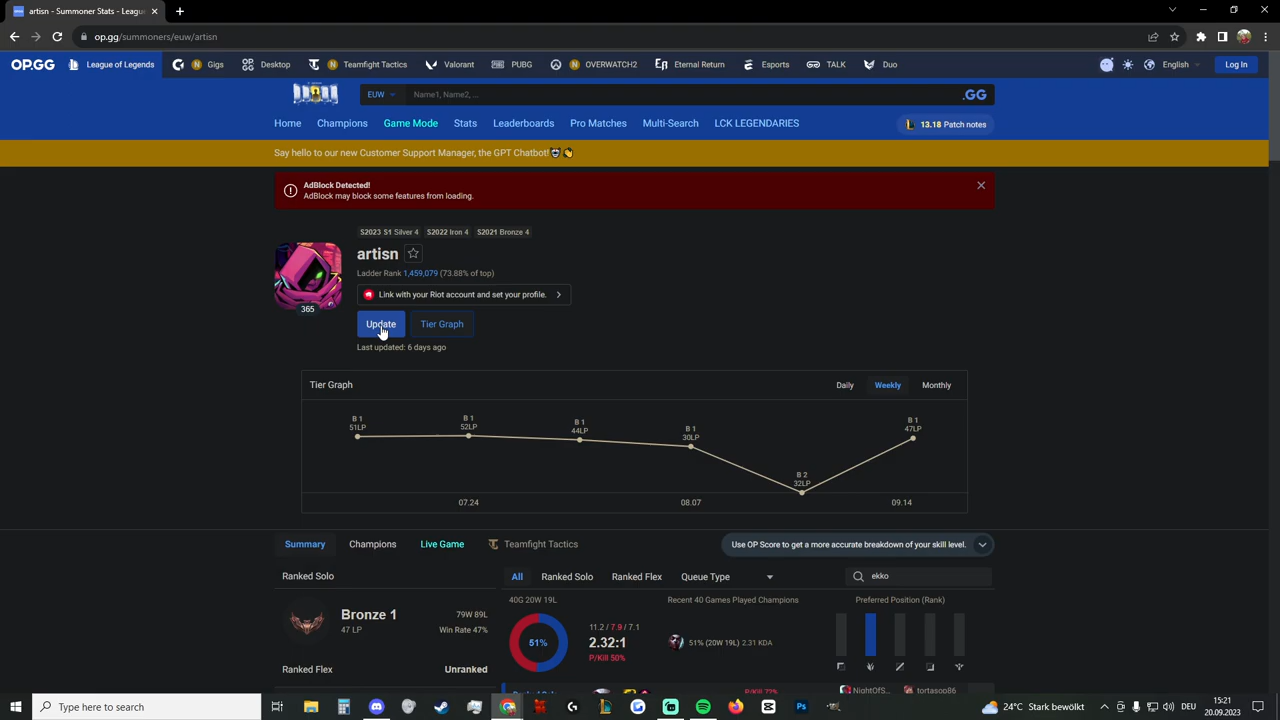 artisn - Summoner Stats - Leagu
op.gg/summoners/euw/artisn
OP.GG League of Legends Gigs Desktop Teamfight Tactics Valorant PUBG OVERWATCH2 Eternal Return Esports TALK Duo English Log In
EUW Name1, Name2, ... .GG
Home Champions Game Mode Stats Leaderboards Pro Matches Multi-Search LCK LEGENDARIES 13.18 Patch notes
Say hello to our new Customer Support Manager, the GPT Chatbot!
AdBlock Detected!
AdBlock may block some features from loading.
S2023 S1 Silver 4 S2022 Iron 4 S2021 Bronze 4
artisn
Ladder Rank 1,459,079 (73.88% of top)
Link with your Riot account and set your profile.
365
Update Tier Graph
Last updated: 6 days ago
Tier Graph Daily Weekly Monthly
B 1
51LP
B 1
52LP
B 1
44LP
B 1
30LP
B 2
32LP
B 1
47LP
07.24 08.07 09.14
Summary Champions Live Game Teamfight Tactics Use OP Score to get a more accurate breakdown of your skill level.
Ranked Solo All Ranked Solo Ranked Flex Queue Type ekko
40G 20W 19L Recent 40 Games Played Champions Preferred Position (Rank)
Bronze 1 79W 89L
47 LP Win Rate 47%
51%
11.2 / 7.9 / 7.1
2.32:1
P/Kill 50%
51% (20W 19L) 2.31 KDA
Ranked Flex Unranked
P/Kill 72%
NightOfS... tortasop86
Type here to search
24°C Stark bewölkt DEU
15:21
20.09.2023